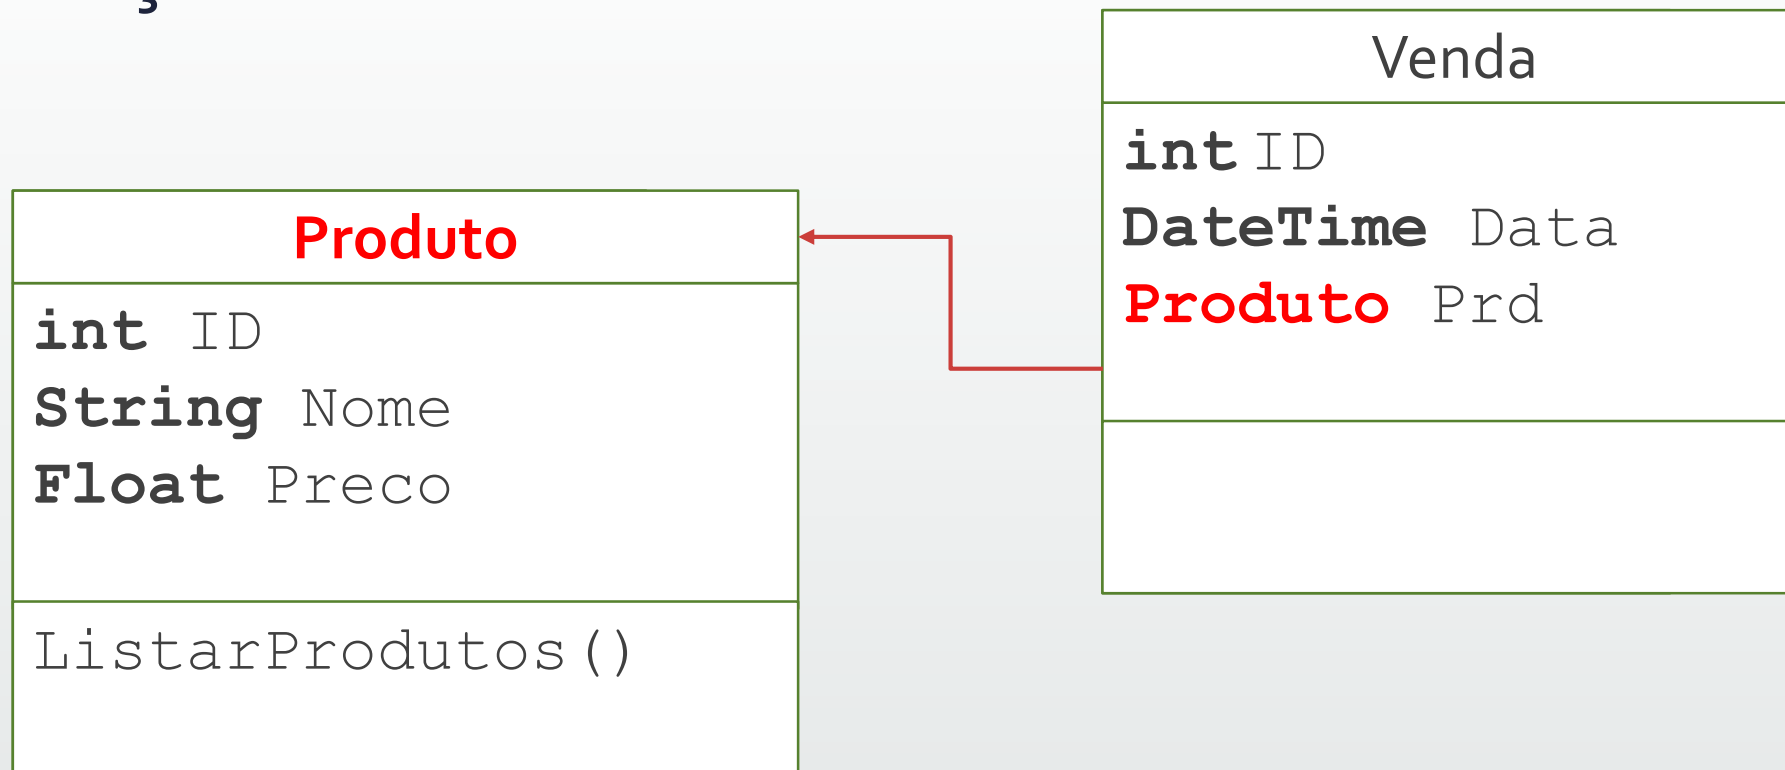 Produto
int ID
String Nome
Float Preco
ListarProdutos()
Venda
int ID
DateTime Data
Produto Prd